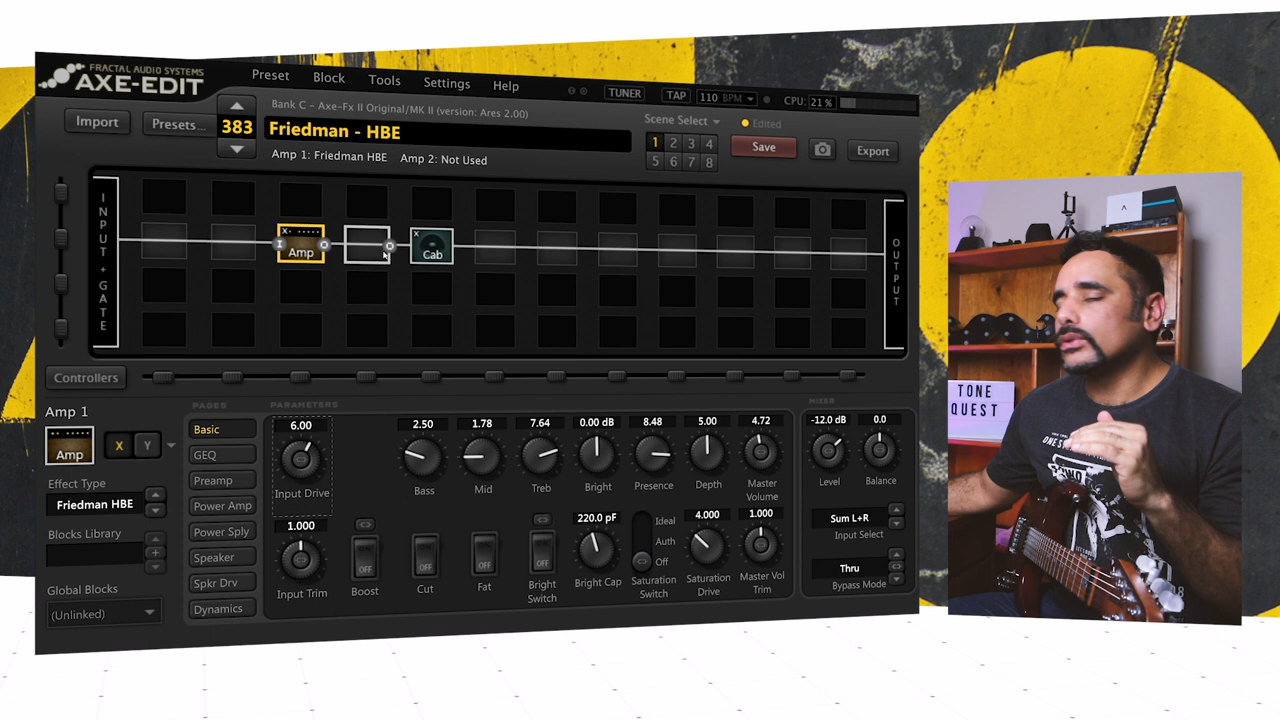 FRACTAL AUDIO SYSTEMS
AXE-EDIT
Preset Block Tools Settings Help
TUNER TAP 110 BPM CPU: 21 %
Import Presets... 383
Bank C - Axe-Fx II Original/MK II (version: Ares 2.00)
Friedman - HBE
Amp 1: Friedman HBE Amp 2: Not Used
Scene Select
1 2 3 4
5 6 7 8
Edited
Save Export
INPUT + GATE
X
Amp
X
Cab
OUTPUT
Controllers
Amp 1
Amp
X Y
Effect Type
Friedman HBE
Blocks Library
Global Blocks
(Unlinked)
PAGES
Basic
GEQ
Preamp
Power Amp
Power Sply
Speaker
Spkr Drv
Dynamics
PARAMETERS
6.00 2.50 1.78 7.64 0.00 dB 8.48 5.00 4.72
Input Drive Bass Mid Treb Bright Presence Depth Master Volume
1.000 220.0 pF 4.000 1.000
Ideal
Auth
Off
OFF OFF OFF OFF
Input Trim Boost Cut Fat Bright Switch Bright Cap Saturation Switch Saturation Drive Master Vol Trim
MIXER
-12.0 dB 0.0
Level Balance
Sum L+R
Input Select
Thru
Bypass Mode
TONE
QUEST